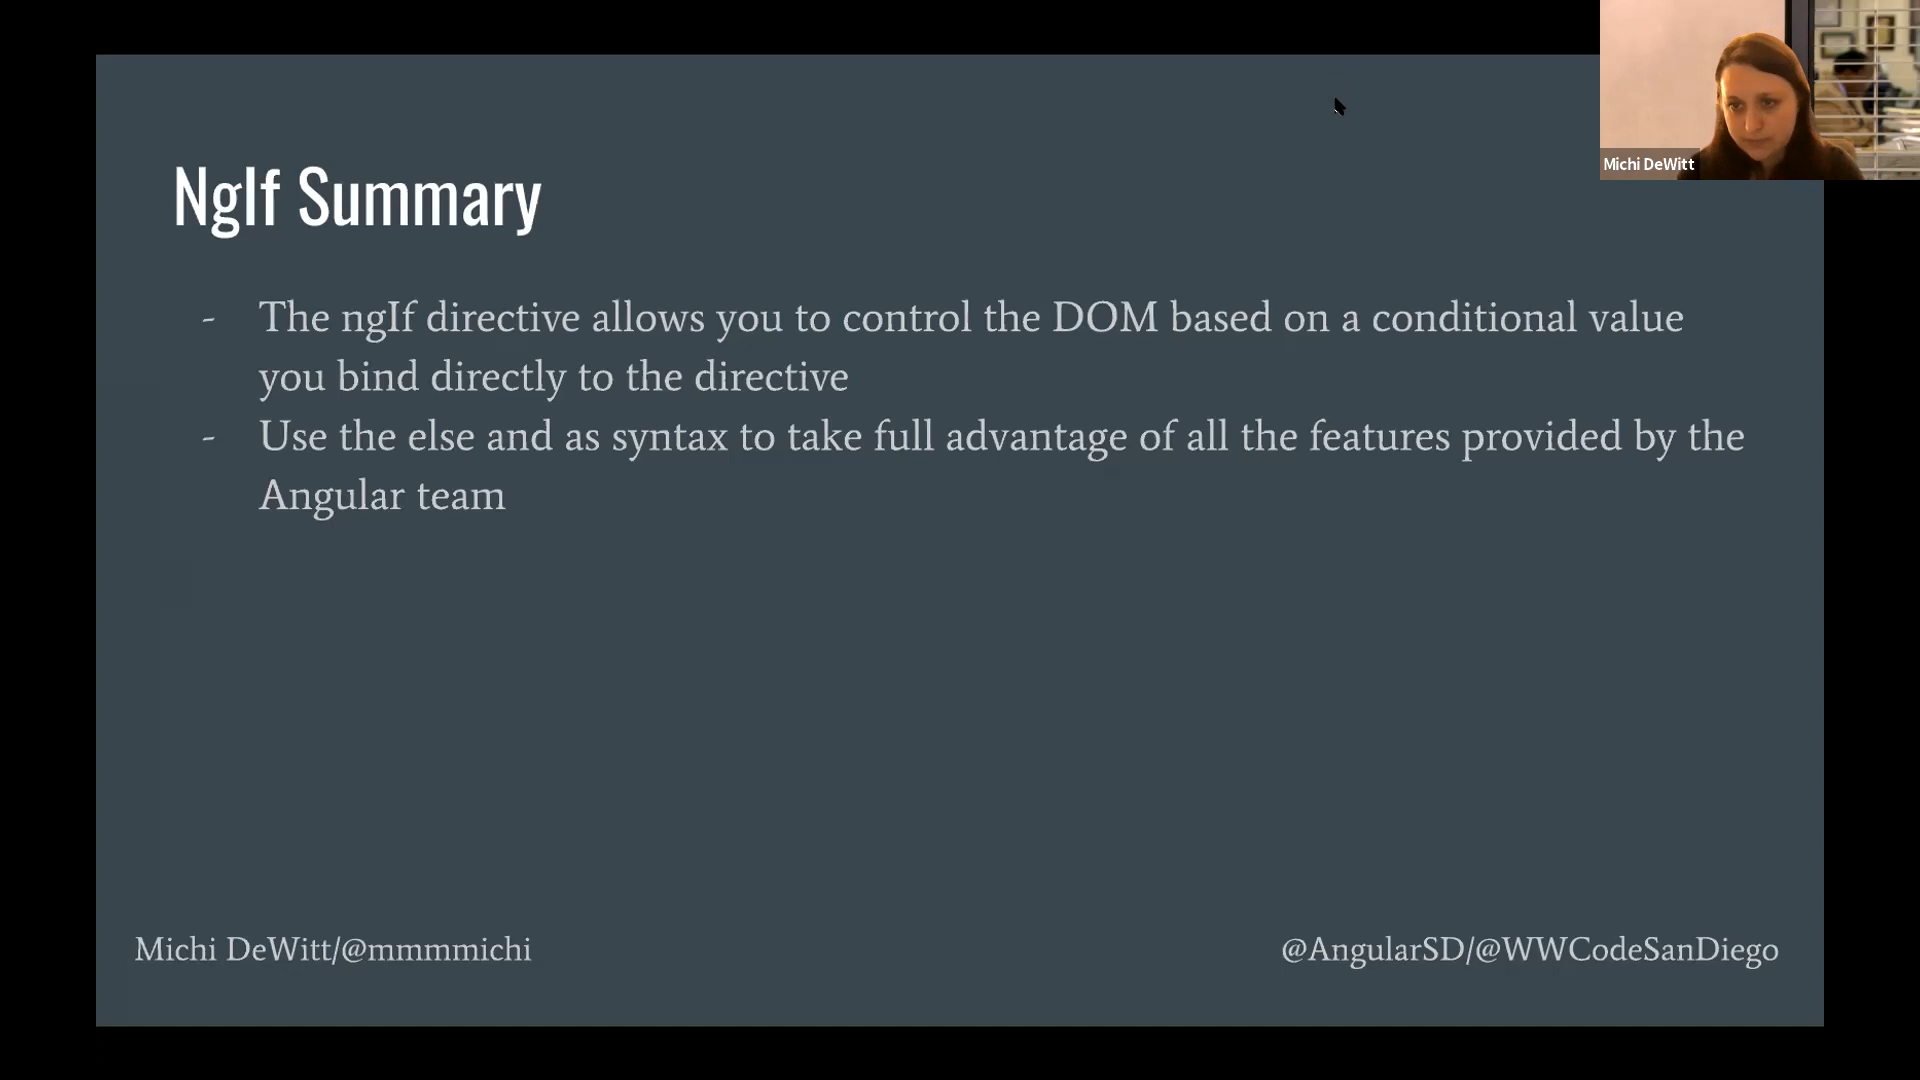 Michi DeWitt
NgIf Summary
- The ngIf directive allows you to control the DOM based on a conditional value
you bind directly to the directive
- Use the else and as syntax to take full advantage of all the features provided by the
Angular team
Michi DeWitt/@mmmmichi
@AngularSD/@WWCodeSanDiego